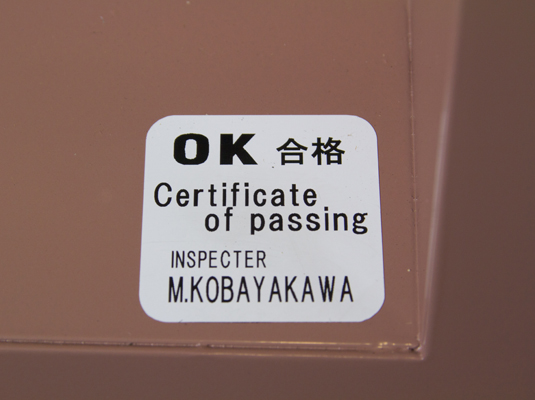 OK 合格
Certificate
of passing
INSPECTER
M.KOBAYAKAWA